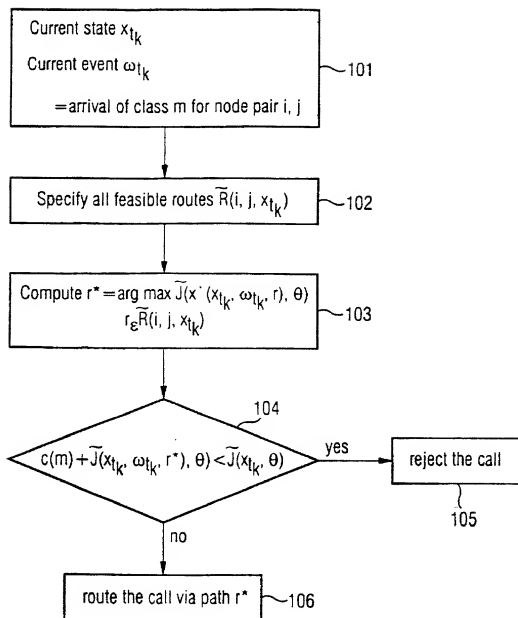 Current state x_{t_k}
Current event ω_{t_k}
=arrival of class m for node pair i, j
101
Specify all feasible routes R̃(i, j, x_{t_k})
102
Compute r* = arg max J̃(x˙(x_{t_k}, ω_{t_k}, r), θ)
r_ε R̃(i, j, x_{t_k})
103
104
c(m)+J̃(x_{t_k}, ω_{t_k}, r*), θ)<J̃(x_{t_k}, θ)
yes
reject the call
105
no
route the call via path r*
106